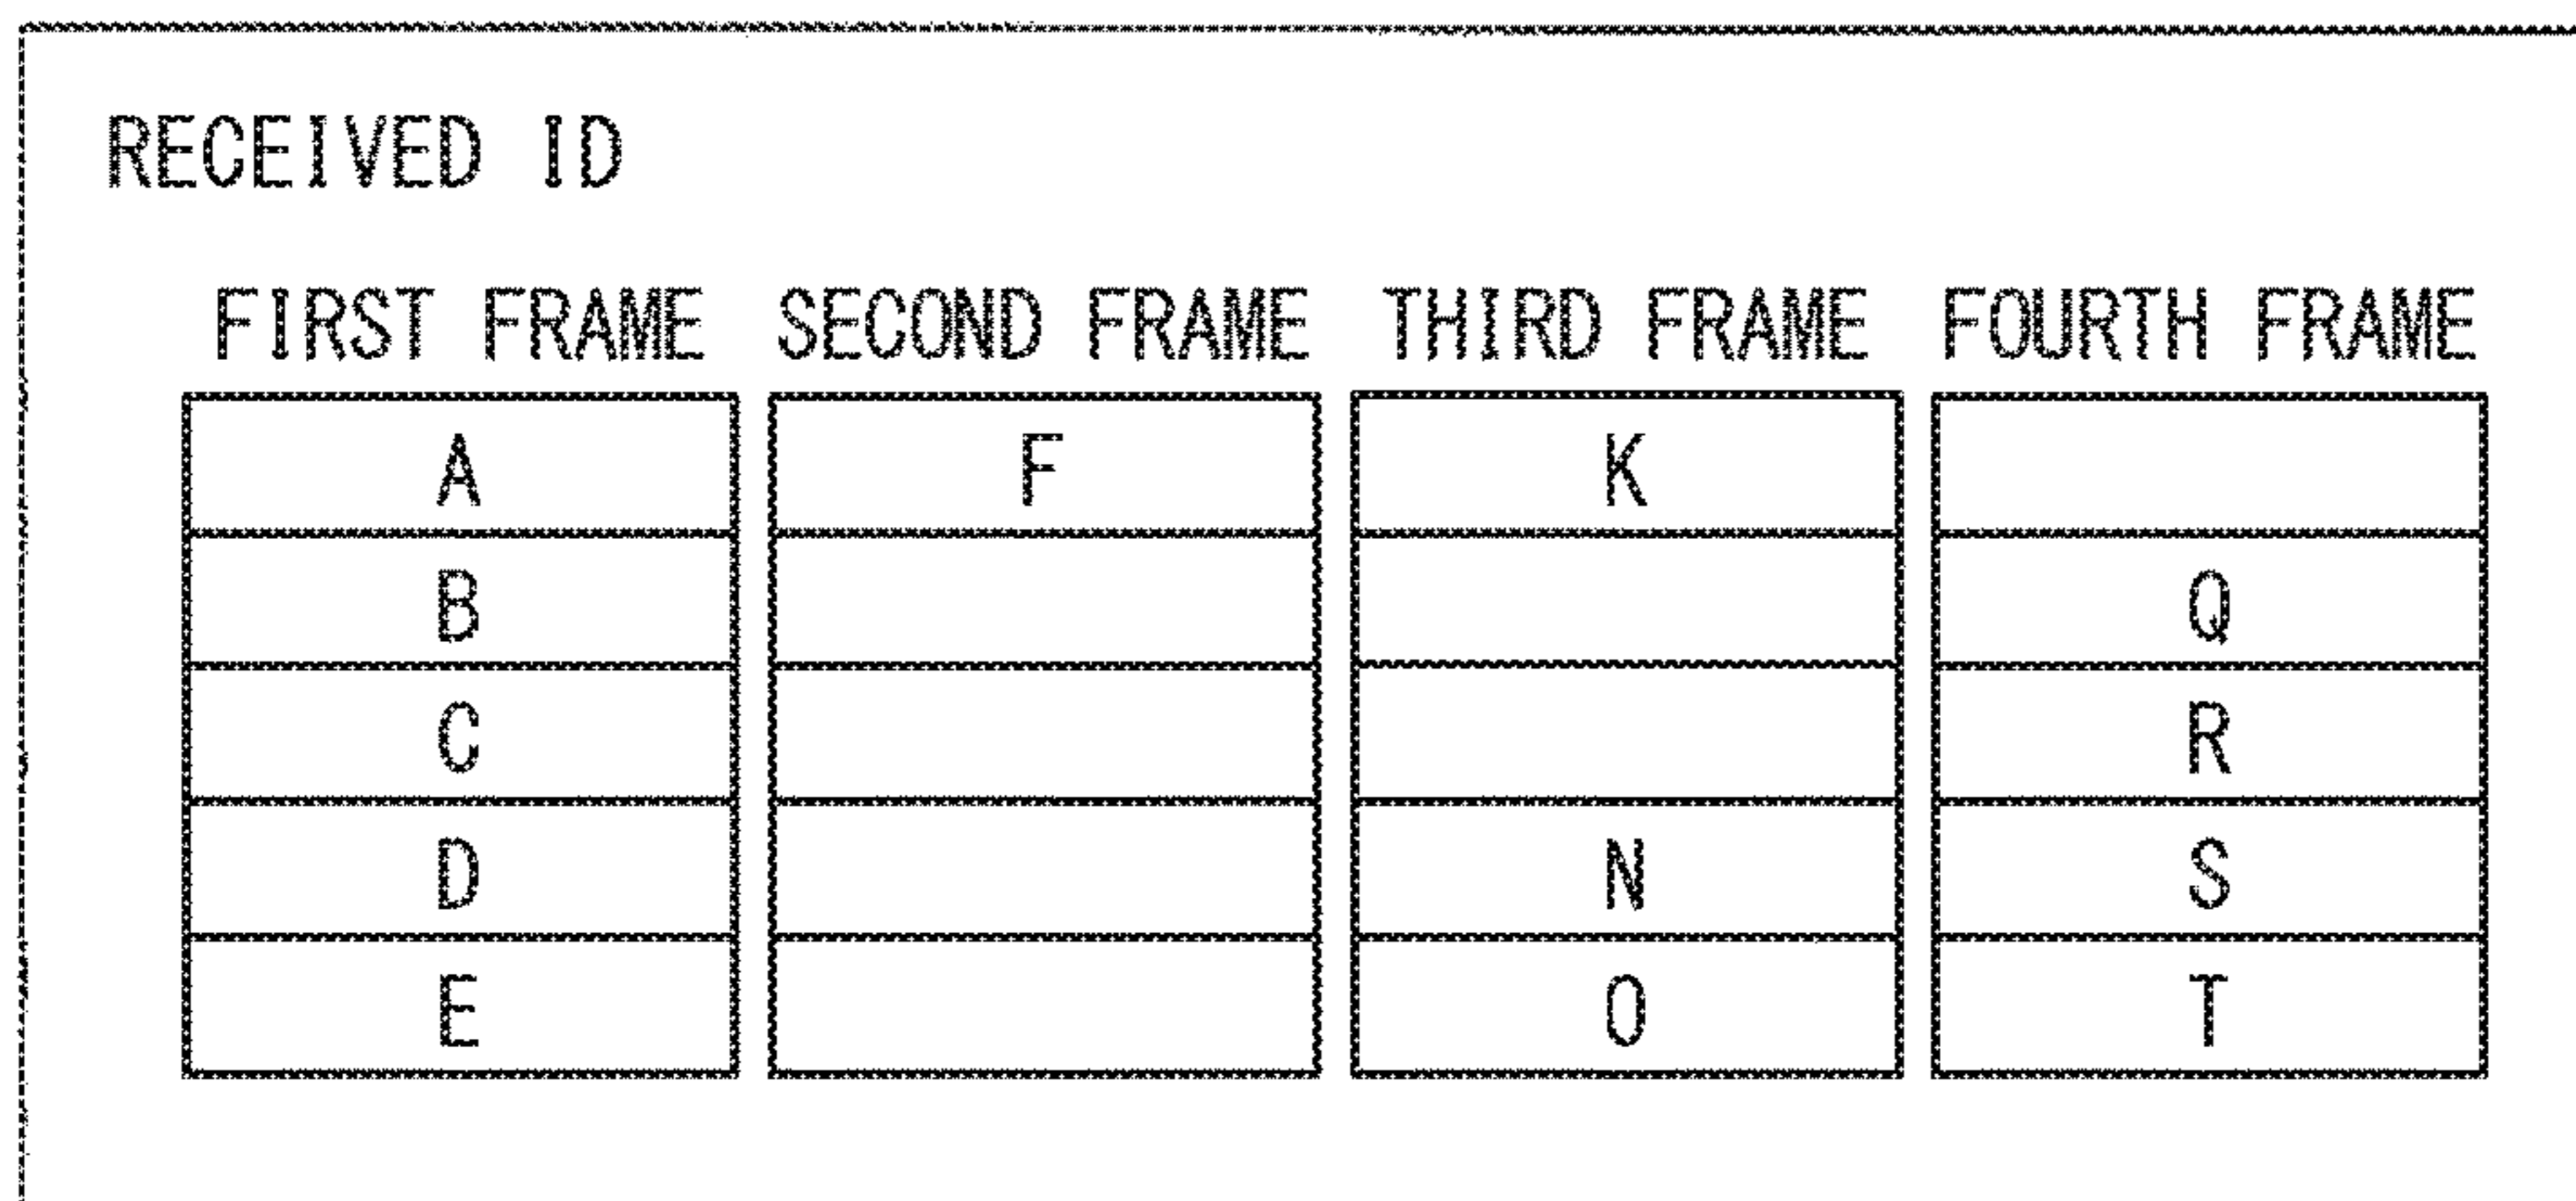 RECEIVED ID
FIRST FRAME SECOND FRAME THIRD FRAME FOURTH FRAME
A F K
B Q
C R
D N S
E O T